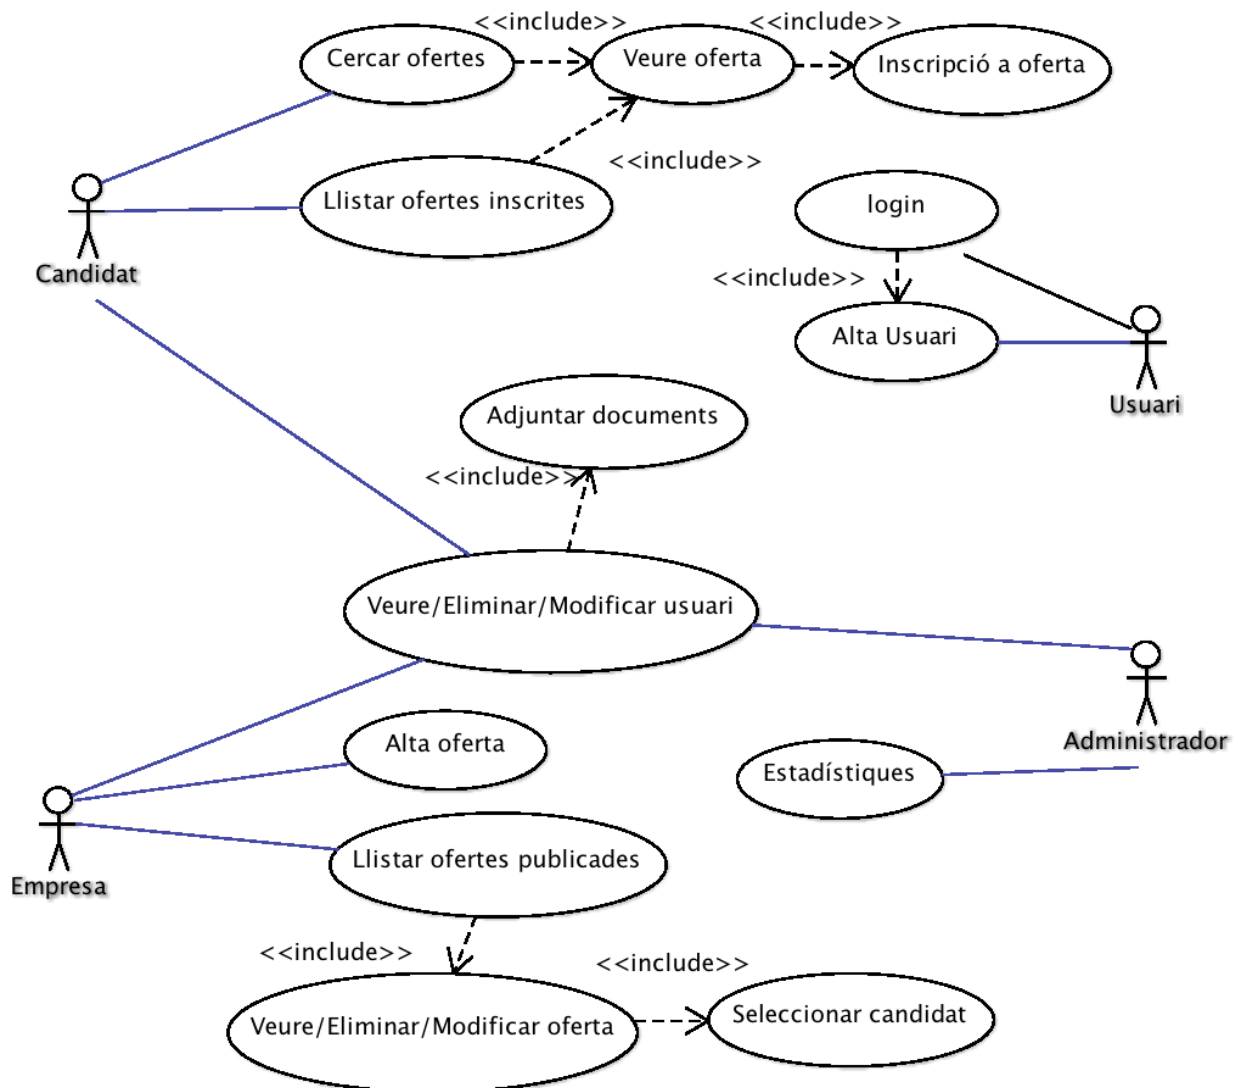 <<include>>
<<include>>
Cercar ofertes
Veure oferta
Inscripció a oferta
<<include>>
Llistar ofertes inscrites
login
Candidat
<<include>>
Alta Usuari
Usuari
Adjuntar documents
<<include>>
Veure/Eliminar/Modificar usuari
Alta oferta
Administrador
Estadístiques
Llistar ofertes publicades
Empresa
<<include>>
<<include>>
Seleccionar candidat
Veure/Eliminar/Modificar oferta